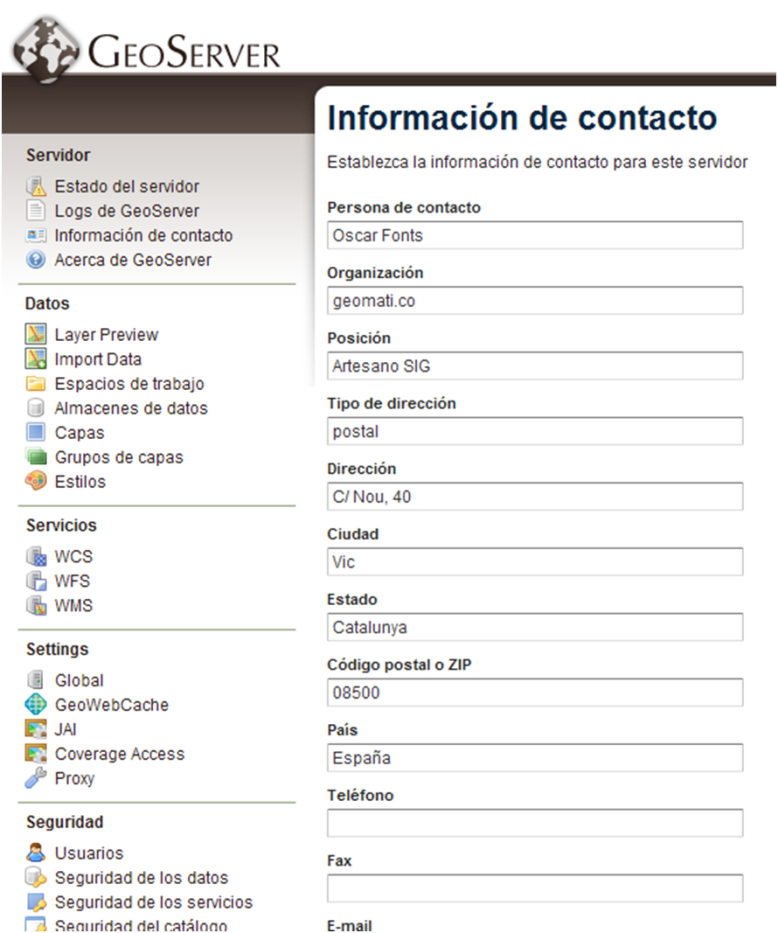 GEOSERVER
Servidor
Estado del servidor
Logs de GeoServer
Información de contacto
Acerca de GeoServer
Datos
Layer Preview
Import Data
Espacios de trabajo
Almacenes de datos
Capas
Grupos de capas
Estilos
Servicios
WCS
WFS
WMS
Settings
Global
GeoWebCache
JAI
Coverage Access
Proxy
Seguridad
Usuarios
Seguridad de los datos
Seguridad de los servicios
Seguridad del catálogo
Información de contacto
Establezca la información de contacto para este servidor
Persona de contacto
Oscar Fonts
Organización
geomati.co
Posición
Artesano SIG
Tipo de dirección
postal
Dirección
C/ Nou, 40
Ciudad
Vic
Estado
Catalunya
Código postal o ZIP
08500
País
España
Teléfono
Fax
E-mail